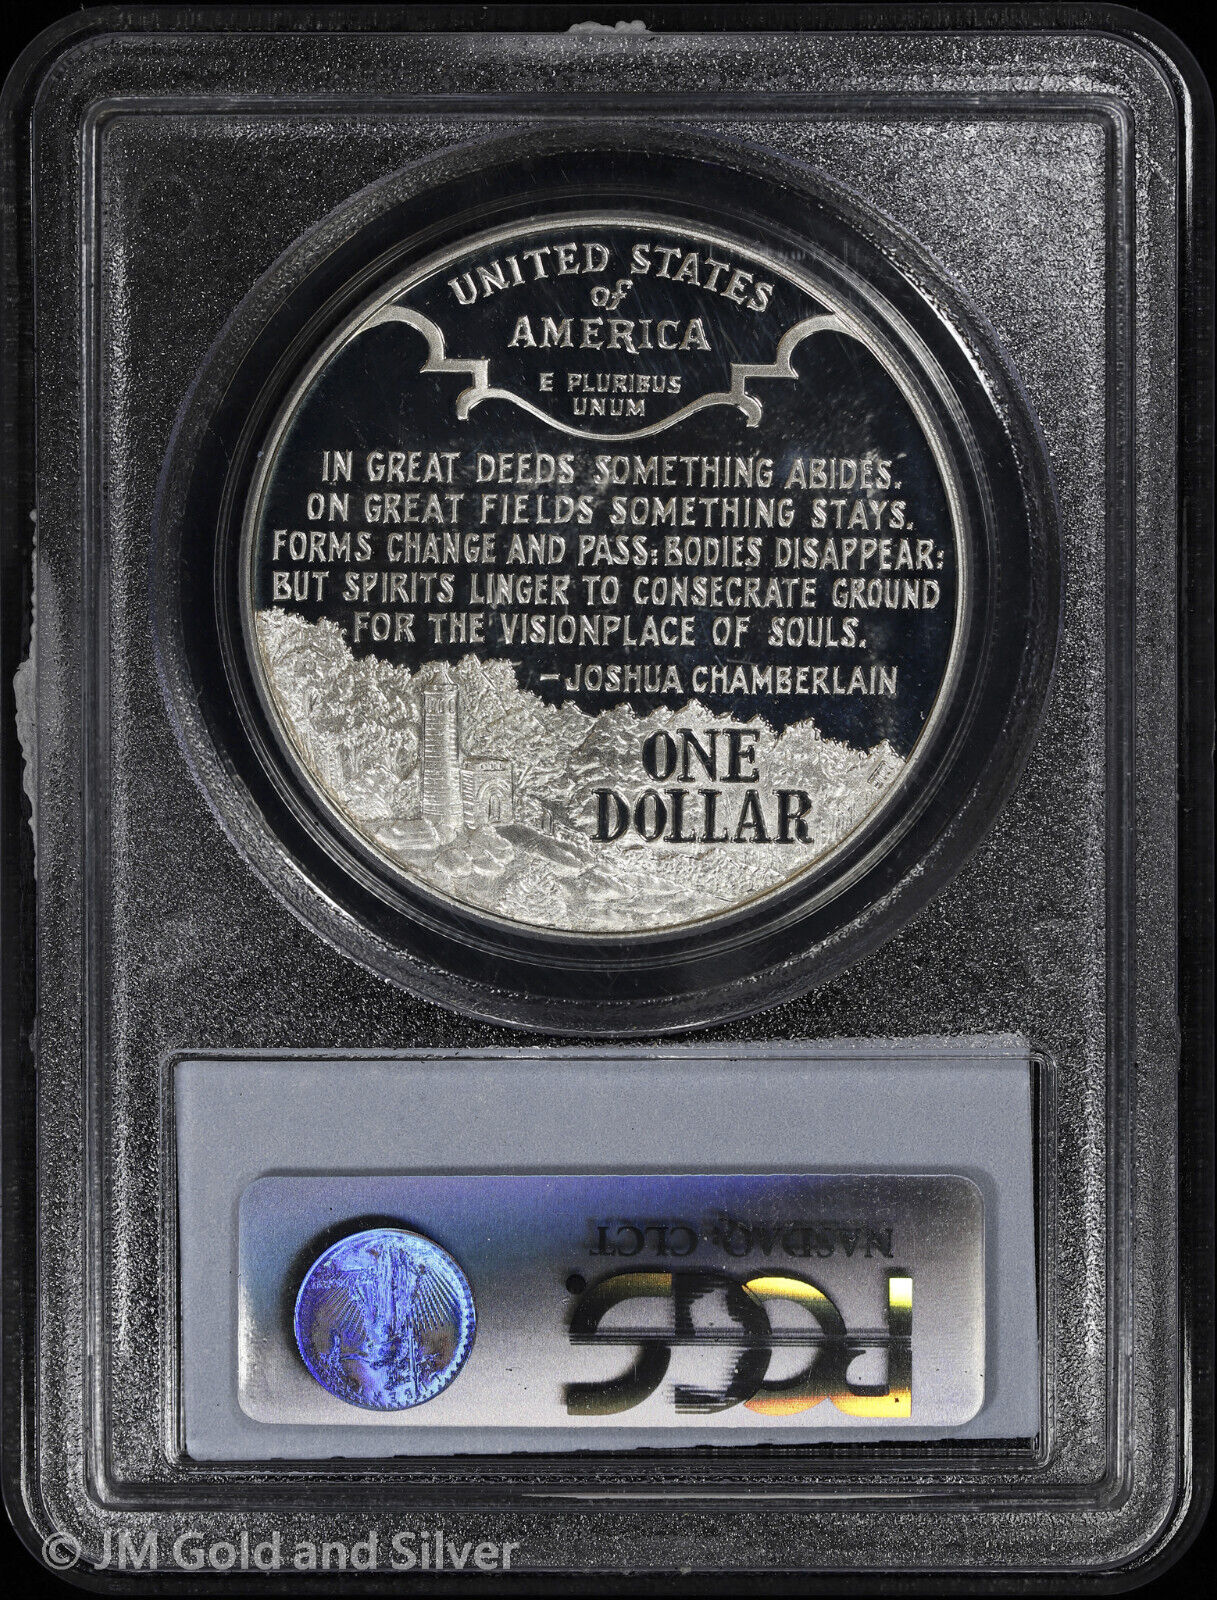 UNITED STATES
of
AMERICA
E PLURIBUS
UNUM
IN GREAT DEEDS SOMETHING ABIDES.
ON GREAT FIELDS SOMETHING STAYS.
FORMS CHANGE AND PASS: BODIES DISAPPEAR:
BUT SPIRITS LINGER TO CONSECRATE GROUND
FOR THE VISIONPLACE OF SOULS.
-JOSHUA CHAMBERLAIN
ONE
DOLLAR
NASDAQ: CLCT
PCGS
© JM Gold and Silver